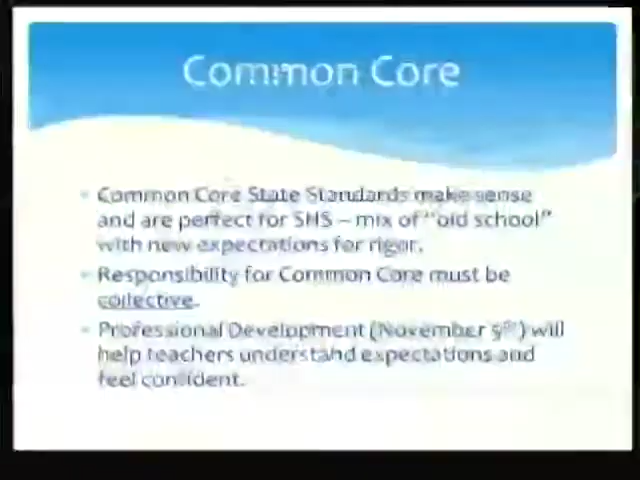 Common Core
Common Core State Standards make sense
and are perfect for SHS – mix of "old school"
with new expectations for rigor.
Responsibility for Common Core must be
collective.
Professional Development (November 5th) will
help teachers understand expectations and
feel confident.